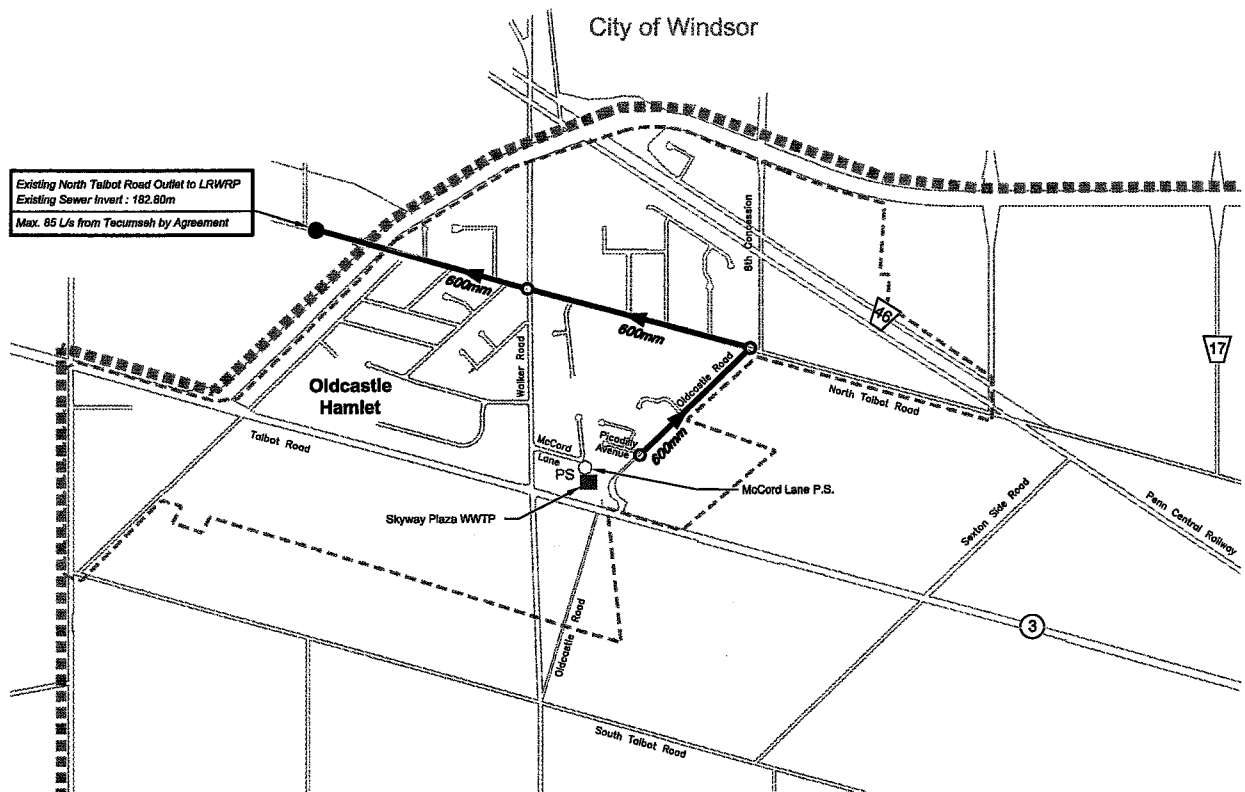 City of Windsor
Existing North Talbot Road Outlet to LRWRP
Existing Sewer Invert : 182.80m
Max. 85 L/s from Tecumseh by Agreement
8th Concession
600mm
600mm
46
17
Oldcastle
Hamlet
Walker Road
Oldcastle Road
North Talbot Road
Talbot Road
McCord
Lane
Picadilly
Avenue
600mm
PS
McCord Lane P.S.
Skyway Plaza WWTP
Sexton Side Road
Penn Central Railway
Oldcastle Road
3
South Talbot Road